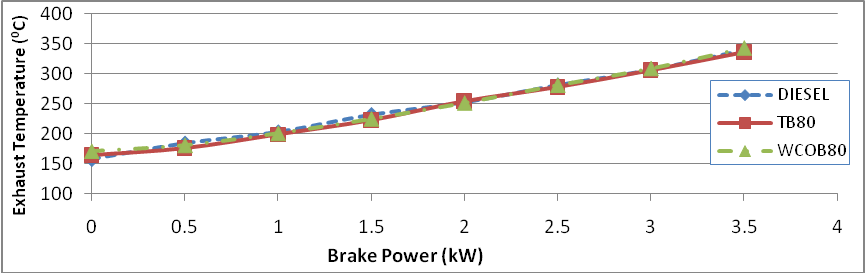 400
350
300
250
200
150
100
Exhaust Temperature (⁰C)
0 0.5 1 1.5 2 2.5 3 3.5 4
Brake Power (kW)
DIESEL
TB80
WCOB80